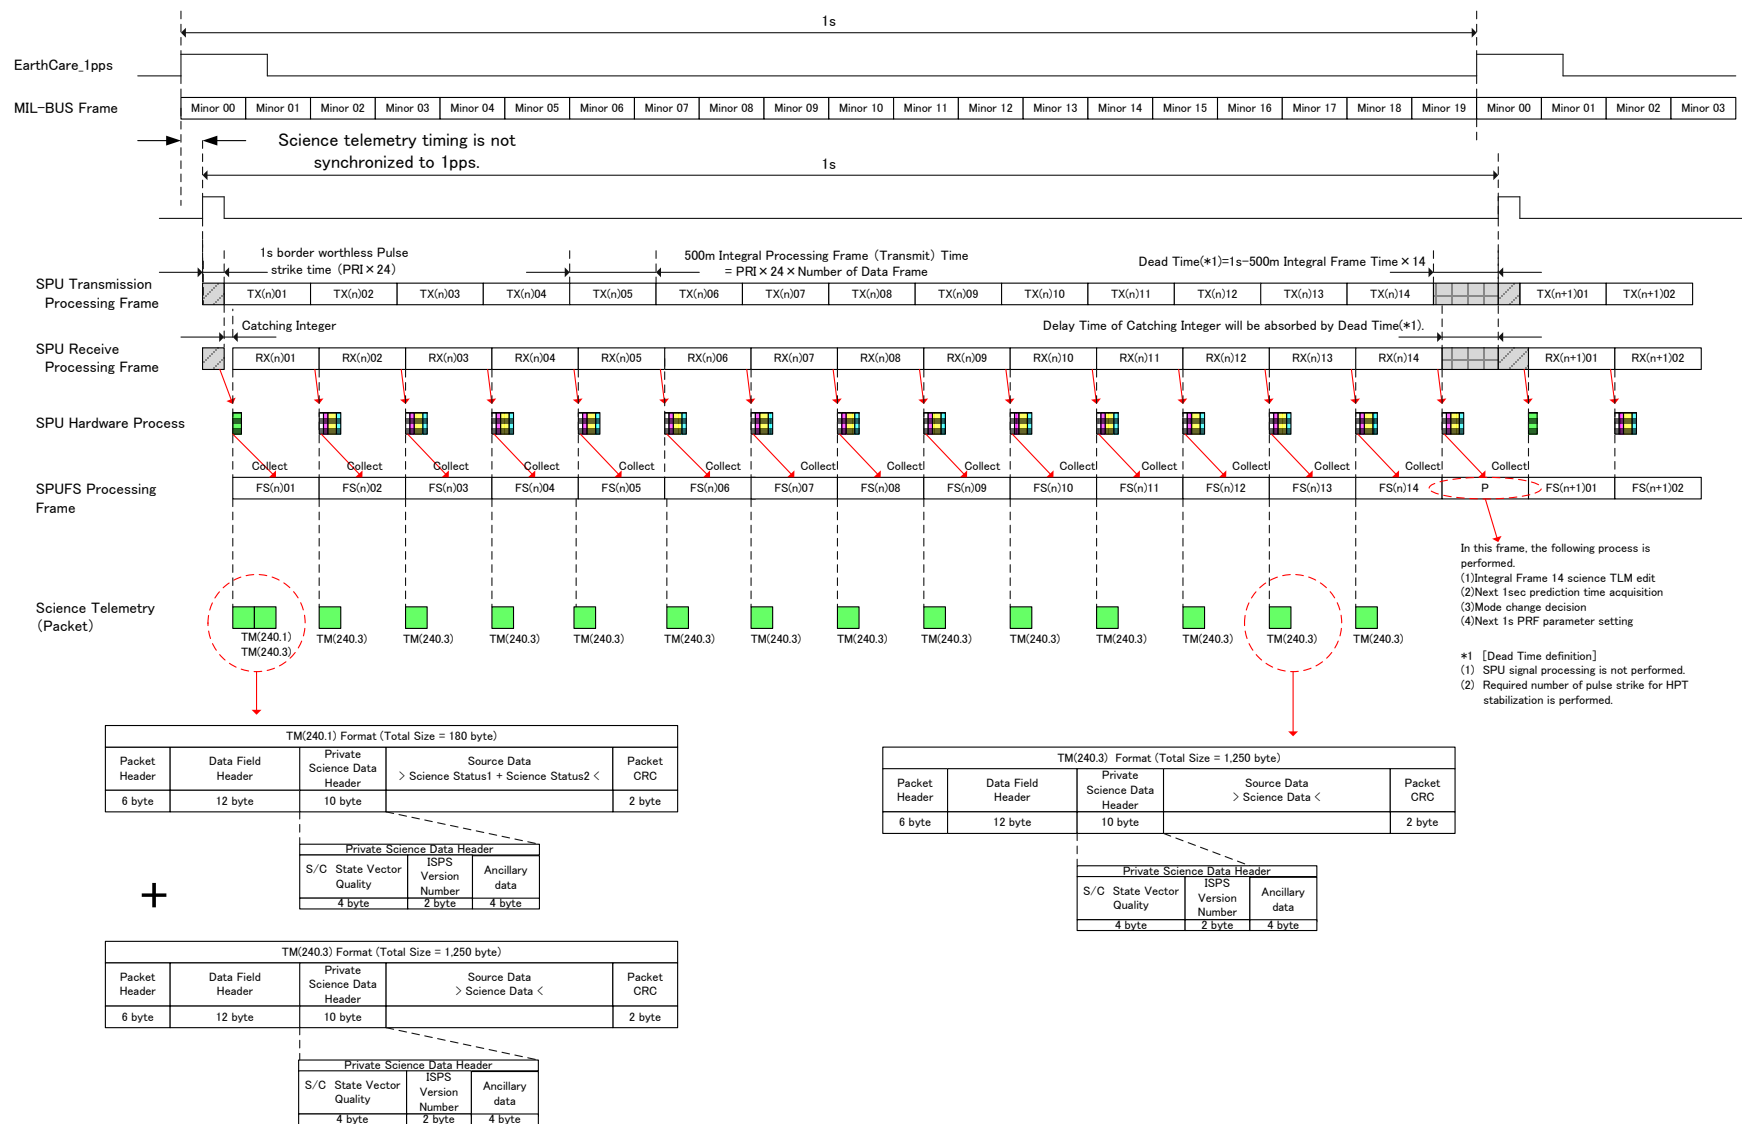 1s
EarthCare_1pps
MIL-BUS Frame
Minor 00 Minor 01 Minor 02 Minor 03 Minor 04 Minor 05 Minor 06 Minor 07 Minor 08 Minor 09 Minor 10 Minor 11 Minor 12 Minor 13 Minor 14 Minor 15 Minor 16 Minor 17 Minor 18 Minor 19 Minor 00 Minor 01 Minor 02 Minor 03
Science telemetry timing is not
synchronized to 1pps.
1s
1s border worthless Pulse
strike time (PRI×24)
500m Integral Processing Frame (Transmit) Time
= PRI×24×Number of Data Frame
Dead Time(*1)=1s-500m Integral Frame Time×14
SPU Transmission
Processing Frame
TX(n)01 TX(n)02 TX(n)03 TX(n)04 TX(n)05 TX(n)06 TX(n)07 TX(n)08 TX(n)09 TX(n)10 TX(n)11 TX(n)12 TX(n)13 TX(n)14 TX(n+1)01 TX(n+1)02
Catching Integer
Delay Time of Catching Integer will be absorbed by Dead Time(*1).
SPU Receive
Processing Frame
RX(n)01 RX(n)02 RX(n)03 RX(n)04 RX(n)05 RX(n)06 RX(n)07 RX(n)08 RX(n)09 RX(n)10 RX(n)11 RX(n)12 RX(n)13 RX(n)14 RX(n+1)01 RX(n+1)02
SPU Hardware Process
Collect Collect Collect Collect Collect Collect Collect Collect Collect Collect Collect Collect Collect Collect Collect
SPUFS Processing
Frame
FS(n)01 FS(n)02 FS(n)03 FS(n)04 FS(n)05 FS(n)06 FS(n)07 FS(n)08 FS(n)09 FS(n)10 FS(n)11 FS(n)12 FS(n)13 FS(n)14 P FS(n+1)01 FS(n+1)02
In this frame, the following process is
performed.
(1)Integral Frame 14 science TLM edit
(2)Next 1sec prediction time acquisition
(3)Mode change decision
(4)Next 1s PRF parameter setting
*1 [Dead Time definition]
(1) SPU signal processing is not performed.
(2) Required number of pulse strike for HPT
stabilization is performed.
Science Telemetry
(Packet)
TM(240.1)
TM(240.3)
TM(240.3) TM(240.3) TM(240.3) TM(240.3) TM(240.3) TM(240.3) TM(240.3) TM(240.3) TM(240.3) TM(240.3) TM(240.3) TM(240.3) TM(240.3)
TM(240.1) Format (Total Size = 180 byte)
Packet
Header
Data Field
Header
Private
Science Data
Header
Source Data
> Science Status1 + Science Status2 <
Packet
CRC
6 byte 12 byte 10 byte 2 byte
Private Science Data Header
S/C State Vector
Quality
ISPS
Version
Number
Ancillary
data
4 byte 2 byte 4 byte
+
TM(240.3) Format (Total Size = 1,250 byte)
Packet
Header
Data Field
Header
Private
Science Data
Header
Source Data
> Science Data <
Packet
CRC
6 byte 12 byte 10 byte 2 byte
Private Science Data Header
S/C State Vector
Quality
ISPS
Version
Number
Ancillary
data
4 byte 2 byte 4 byte
TM(240.3) Format (Total Size = 1,250 byte)
Packet
Header
Data Field
Header
Private
Science Data
Header
Source Data
> Science Data <
Packet
CRC
6 byte 12 byte 10 byte 2 byte
Private Science Data Header
S/C State Vector
Quality
ISPS
Version
Number
Ancillary
data
4 byte 2 byte 4 byte